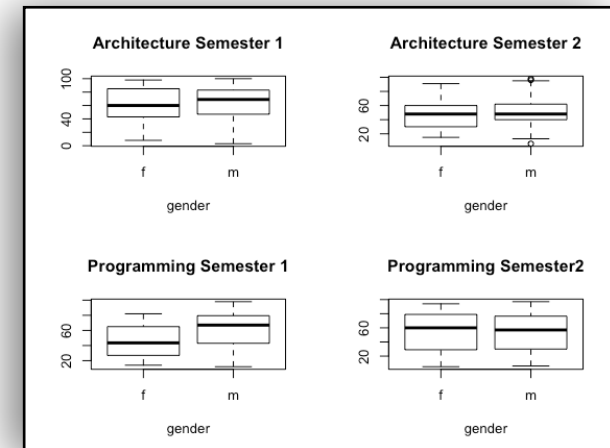 Architecture Semester 1
100
40
0
f m
gender
Architecture Semester 2
60
20
f m
gender
Programming Semester 1
60
20
f m
gender
Programming Semester2
60
20
f m
gender